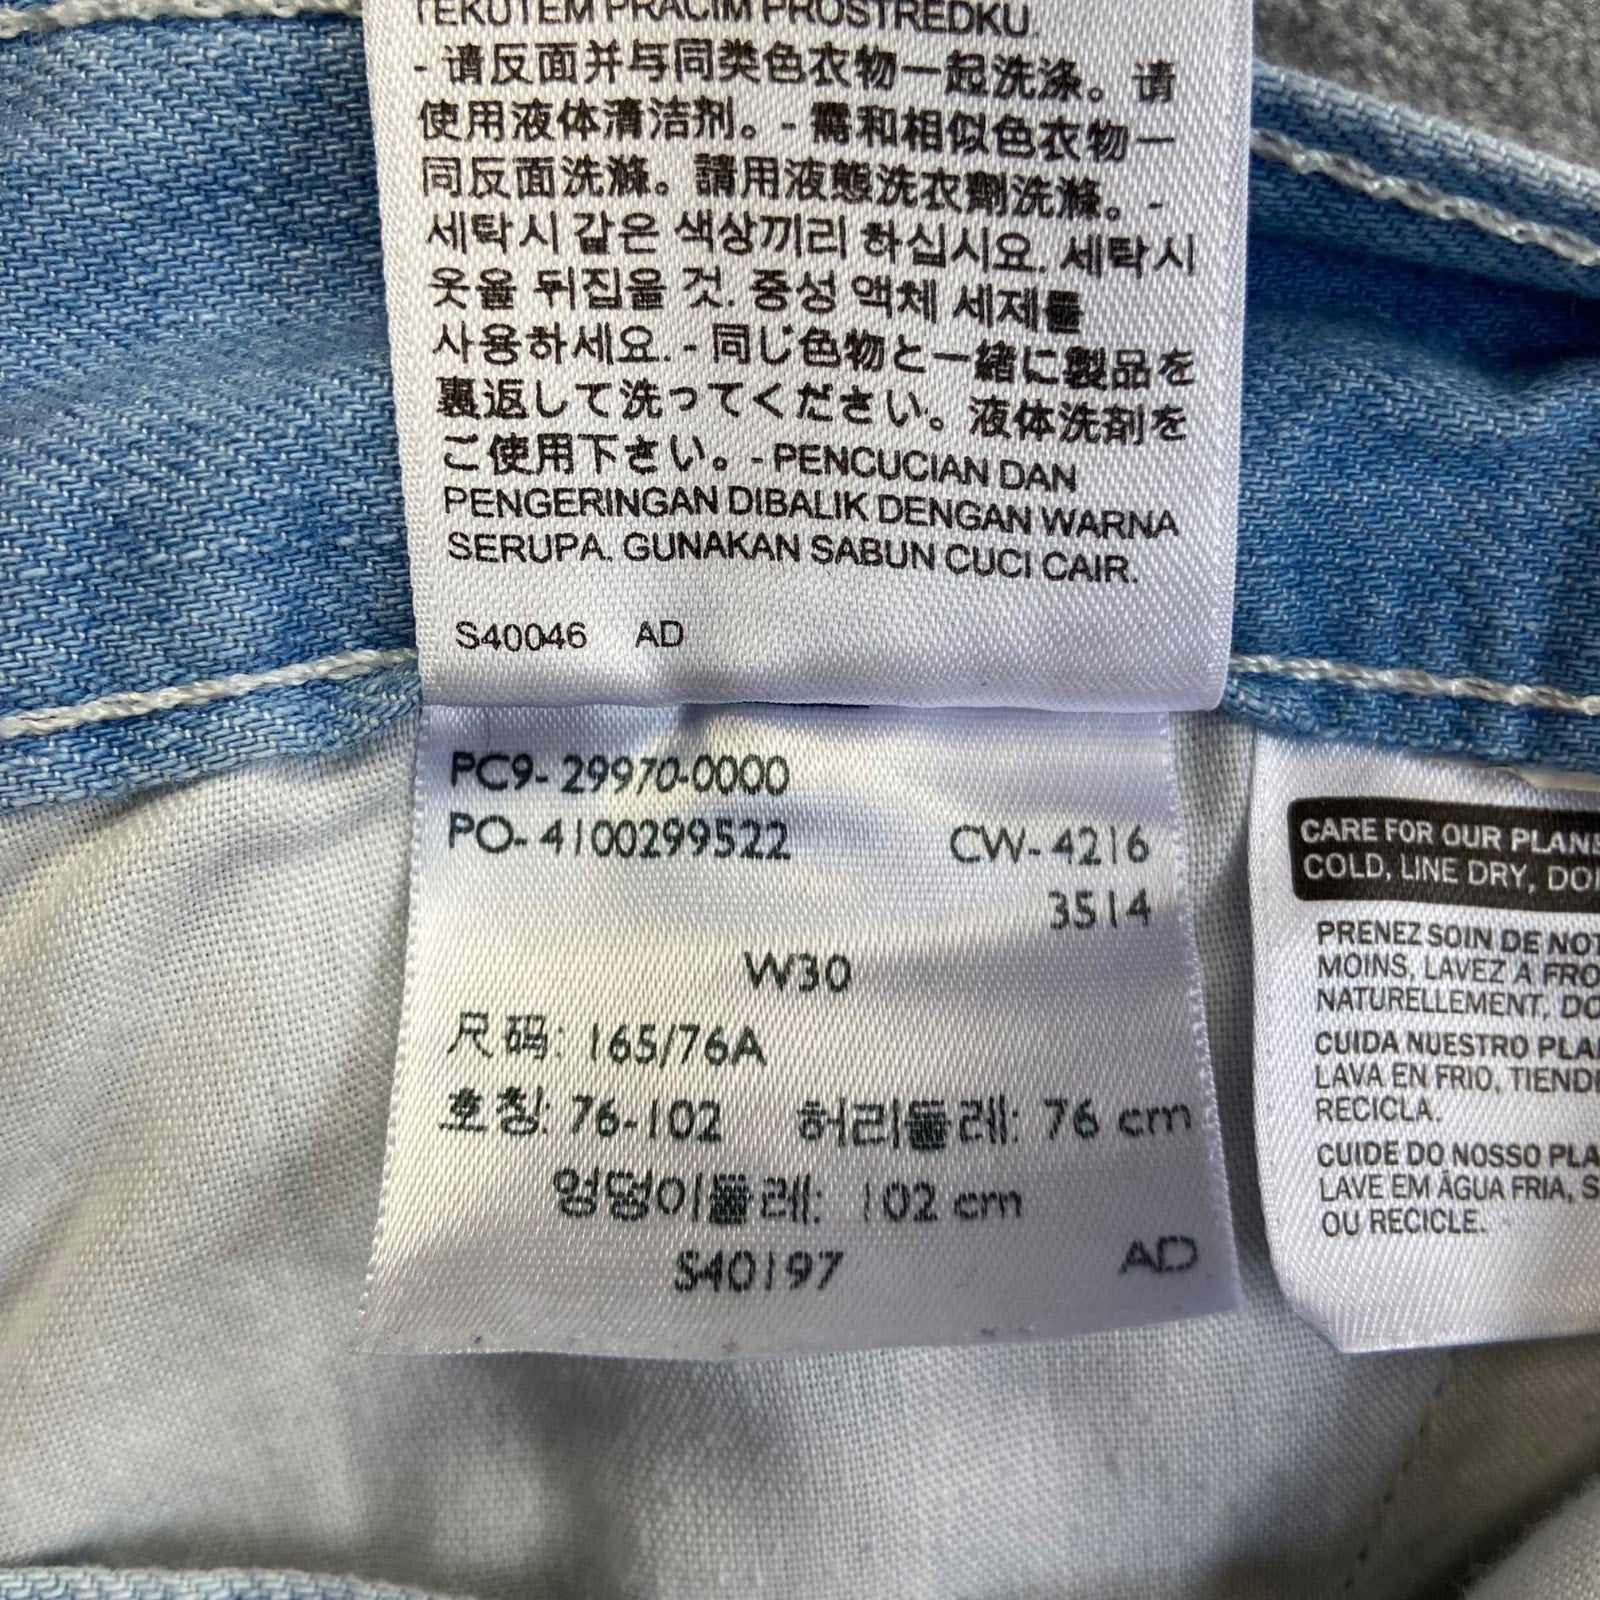 TEKUTEM PRACIM PROSTREDKU
- 请反面并与同类色衣物一起洗涤。请
使用液体清洁剂。- 需和相似色衣物一
同反面洗滌。請用液態洗衣劑洗滌。-
세탁시 같은 색상끼리 하십시요. 세탁시
옷을 뒤집을 것. 중성 액체 세제를
사용하세요. - 同じ色物と一緒に製品を
裏返して洗ってください。液体洗剤を
ご使用下さい。- PENCUCIAN DAN
PENGERINGAN DIBALIK DENGAN WARNA
SERUPA. GUNAKAN SABUN CUCI CAIR.
S40046 AD
PC9- 29970-0000
PO- 4100299522 CW- 4216
3514
W30
尺码: 165/76A
호칭: 76-102 허리둘레: 76 cm
엉덩이둘레: 102 cm
S40197 AD
CARE FOR OUR PLANE
COLD, LINE DRY, DO
PRENEZ SOIN DE NOT
MOINS, LAVEZ A FRO
NATURELLEMENT, DO
CUIDA NUESTRO PLA
LAVA EN FRIO, TIEND
RECICLA.
CUIDE DO NOSSO PLA
LAVE EM ÁGUA FRIA, S
OU RECICLE.